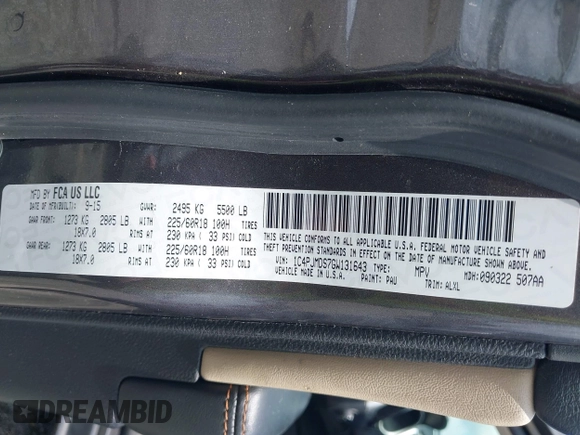 MFD BY FCA US LLC
DATE OF MFR(BUILT): 9-15 GVWR: 2495 KG 5500 LB
GAWR FRONT: 1273 KG 2805 LB WITH 225/60R18 100H TIRES
18X7.0 RIMS AT 230 KPA ( 33 PSI) COLD
GAWR REAR: 1273 KG 2805 LB WITH 225/60R18 100H TIRES
18X7.0 RIMS AT 230 KPA ( 33 PSI) COLD
THIS VEHICLE CONFORMS TO ALL APPLICABLE U.S.A. FEDERAL MOTOR VEHICLE SAFETY AND
THEFT PREVENTION STANDARDS IN EFFECT ON THE DATE OF MANUFACTURE SHOWN ABOVE.
VIN: 1C4PJMDS7GW131643 MPV
VEHICLE MADE IN U.S.A. PAINT: PAU MDH: 090322 507AA
TRIM: ALXL
DREAMBID